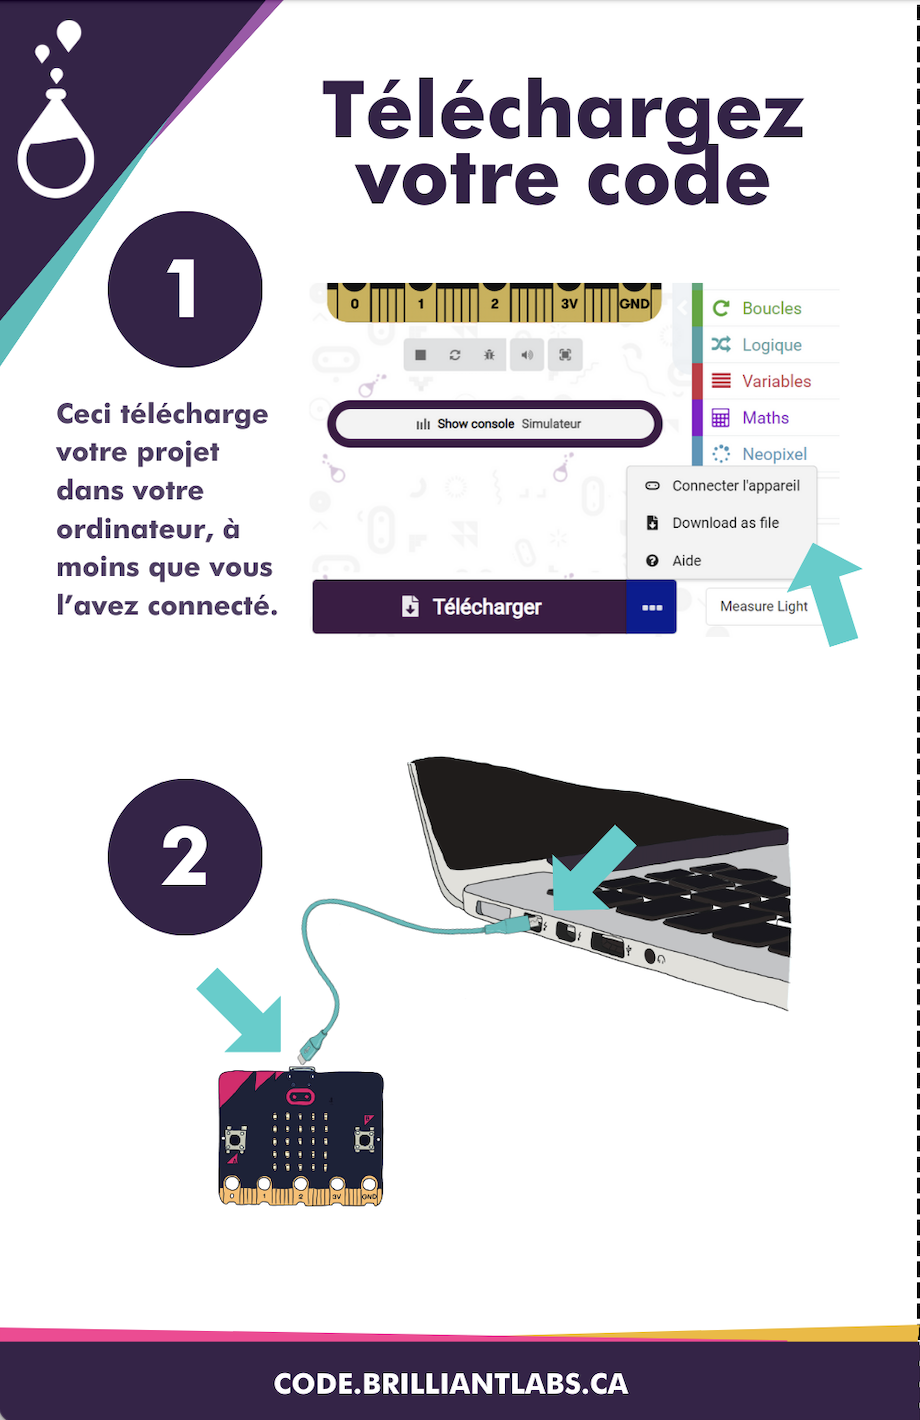 Téléchargez
votre code
1
0 1 2 3V GND
Boucles
Logique
Variables
Maths
Neopixel
Show console Simulateur
Connecter l'appareil
Download as file
Aide
Télécharger
Measure Light
Ceci télécharge
votre projet
dans votre
ordinateur, à
moins que vous
l’avez connecté.
2
A
B
0 1 2 3V GND
CODE.BRILLIANTLABS.CA